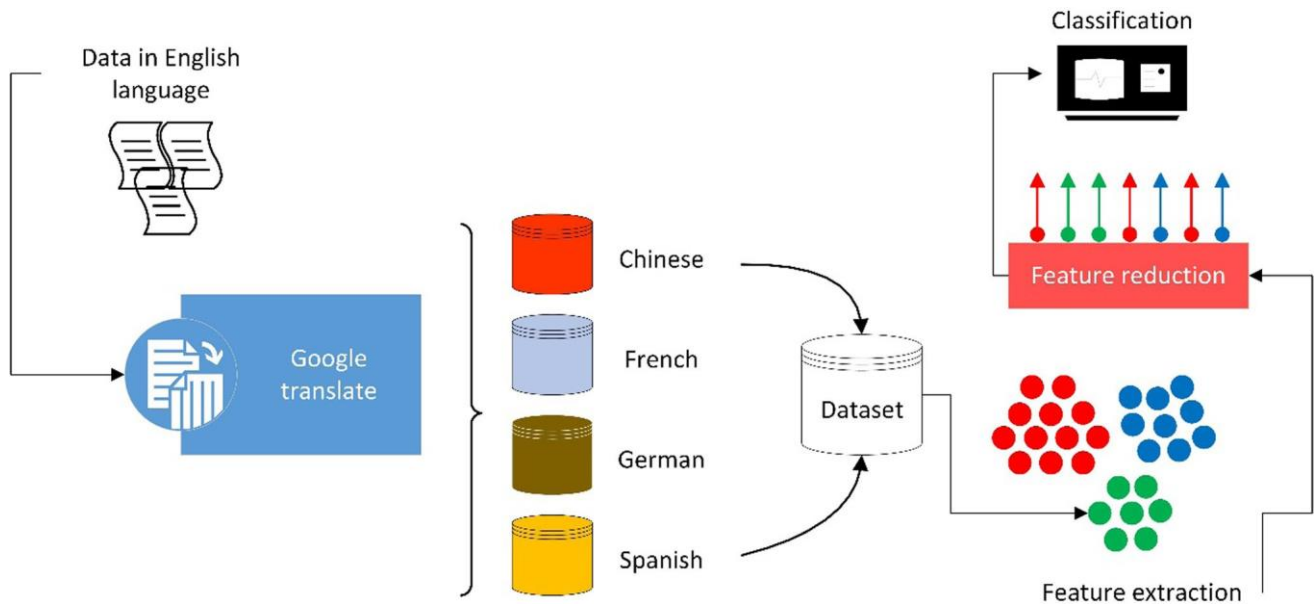 Data in English
language
Google
translate
Chinese
French
German
Spanish
Dataset
Classification
Feature reduction
Feature extraction